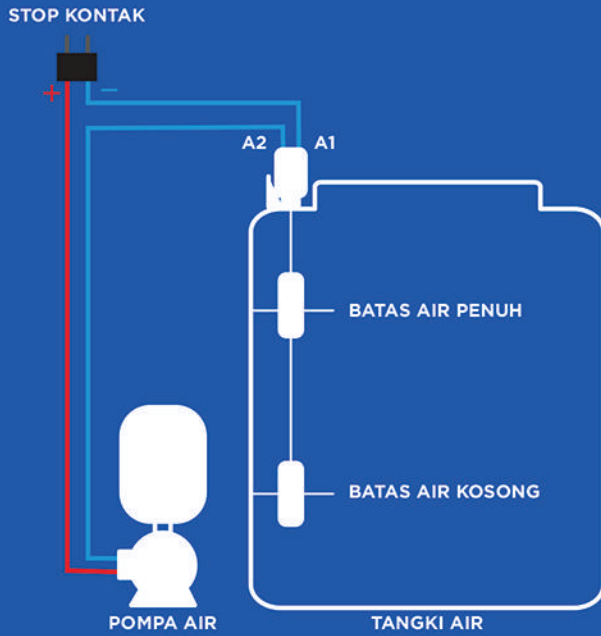 STOP KONTAK
+ −
A2 A1
BATAS AIR PENUH
BATAS AIR KOSONG
POMPA AIR TANGKI AIR